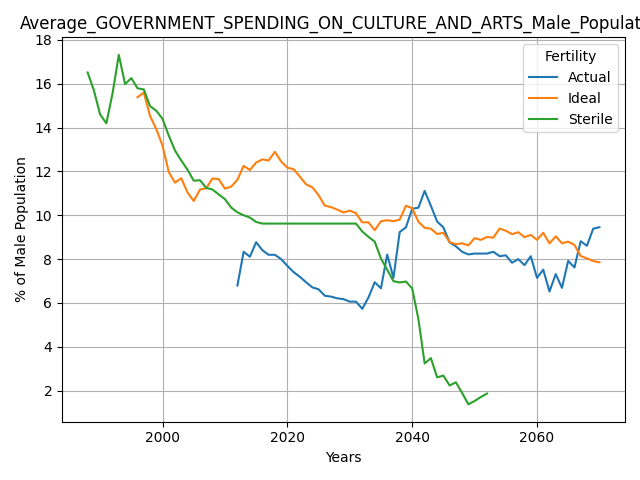 Average_GOVERNMENT_SPENDING_ON_CULTURE_AND_ARTS_Male_Populat
18
16
14
12
10
8
6
4
2
% of Male Population
Fertility
Actual
Ideal
Sterile
2000 2020 2040 2060
Years